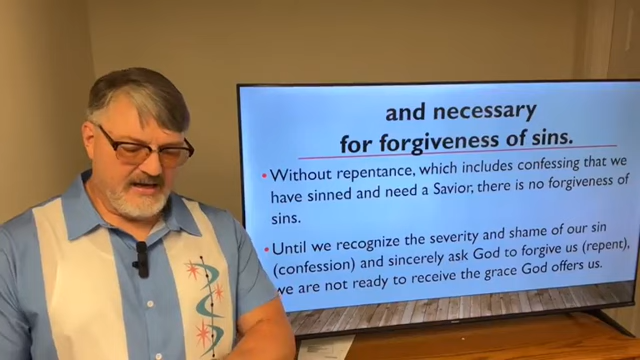 and necessary
for forgiveness of sins.
• Without repentance, which includes confessing that we
have sinned and need a Savior, there is no forgiveness of
sins.
• Until we recognize the severity and shame of our sin
(confession) and sincerely ask God to forgive us (repent),
we are not ready to receive the grace God offers us.